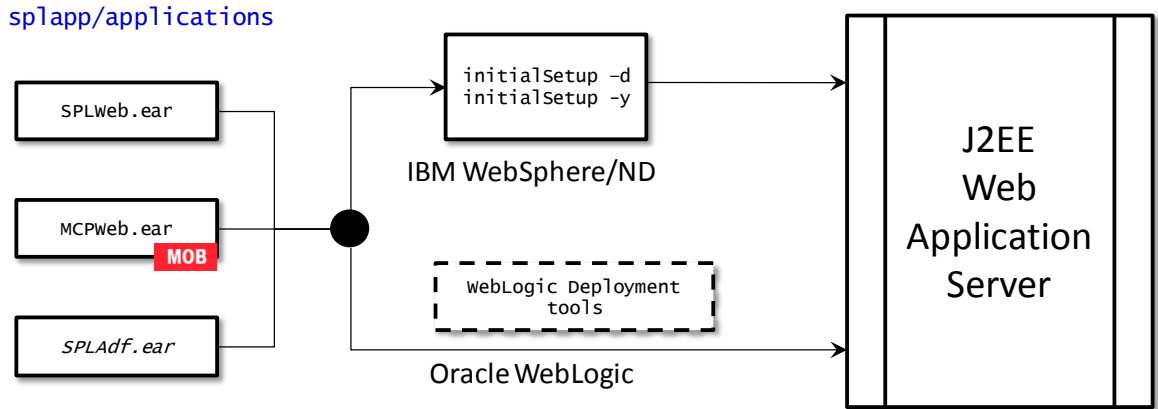 splapp/applications
SPLWeb.ear
MCPWeb.ear
MOB
SPLAdf.ear
initialSetup –d
initialSetup -y
IBM WebSphere/ND
WebLogic Deployment
tools
Oracle WebLogic
J2EE
Web
Application
Server